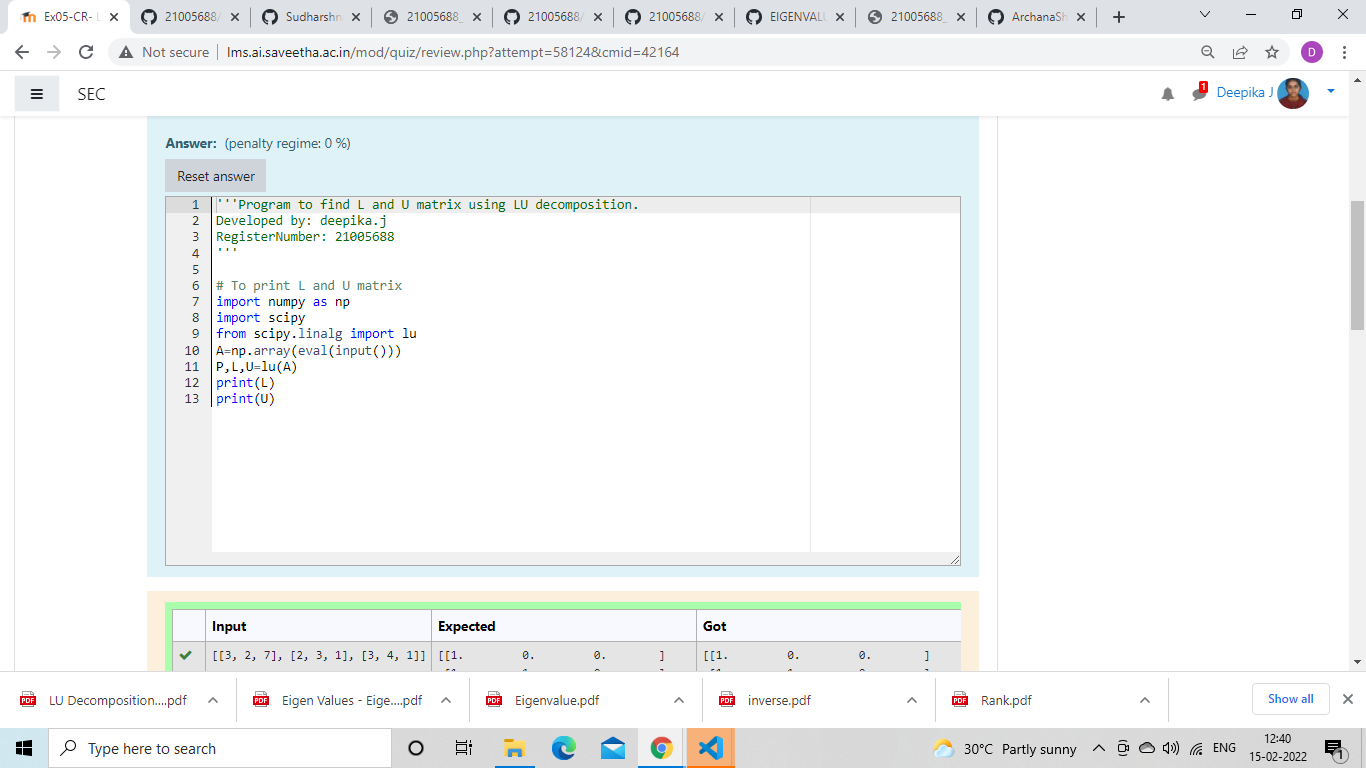 Ex05-CR-
21005688/
Sudharshn
21005688_
21005688/
21005688/
EIGENVALU
21005688_
ArchanaSh
Not secure lms.ai.saveetha.ac.in/mod/quiz/review.php?attempt=58124&cmid=42164
D
SEC
1
Deepika J
Answer: (penalty regime: 0 %)
Reset answer
1 '''Program to find L and U matrix using LU decomposition.
2 Developed by: deepika.j
3 RegisterNumber: 21005688
4 '''
5
6 # To print L and U matrix
7 import numpy as np
8 import scipy
9 from scipy.linalg import lu
10 A=np.array(eval(input()))
11 P,L,U=lu(A)
12 print(L)
13 print(U)
Input Expected Got
[[3, 2, 7], [2, 3, 1], [3, 4, 1]] [[1. 0. 0. ] [[1. 0. 0. ]
PDF LU Decomposition....pdf
PDF Eigen Values - Eige....pdf
PDF Eigenvalue.pdf
PDF inverse.pdf
PDF Rank.pdf
Show all
Type here to search
30°C Partly sunny
ENG
12:40
15-02-2022
1